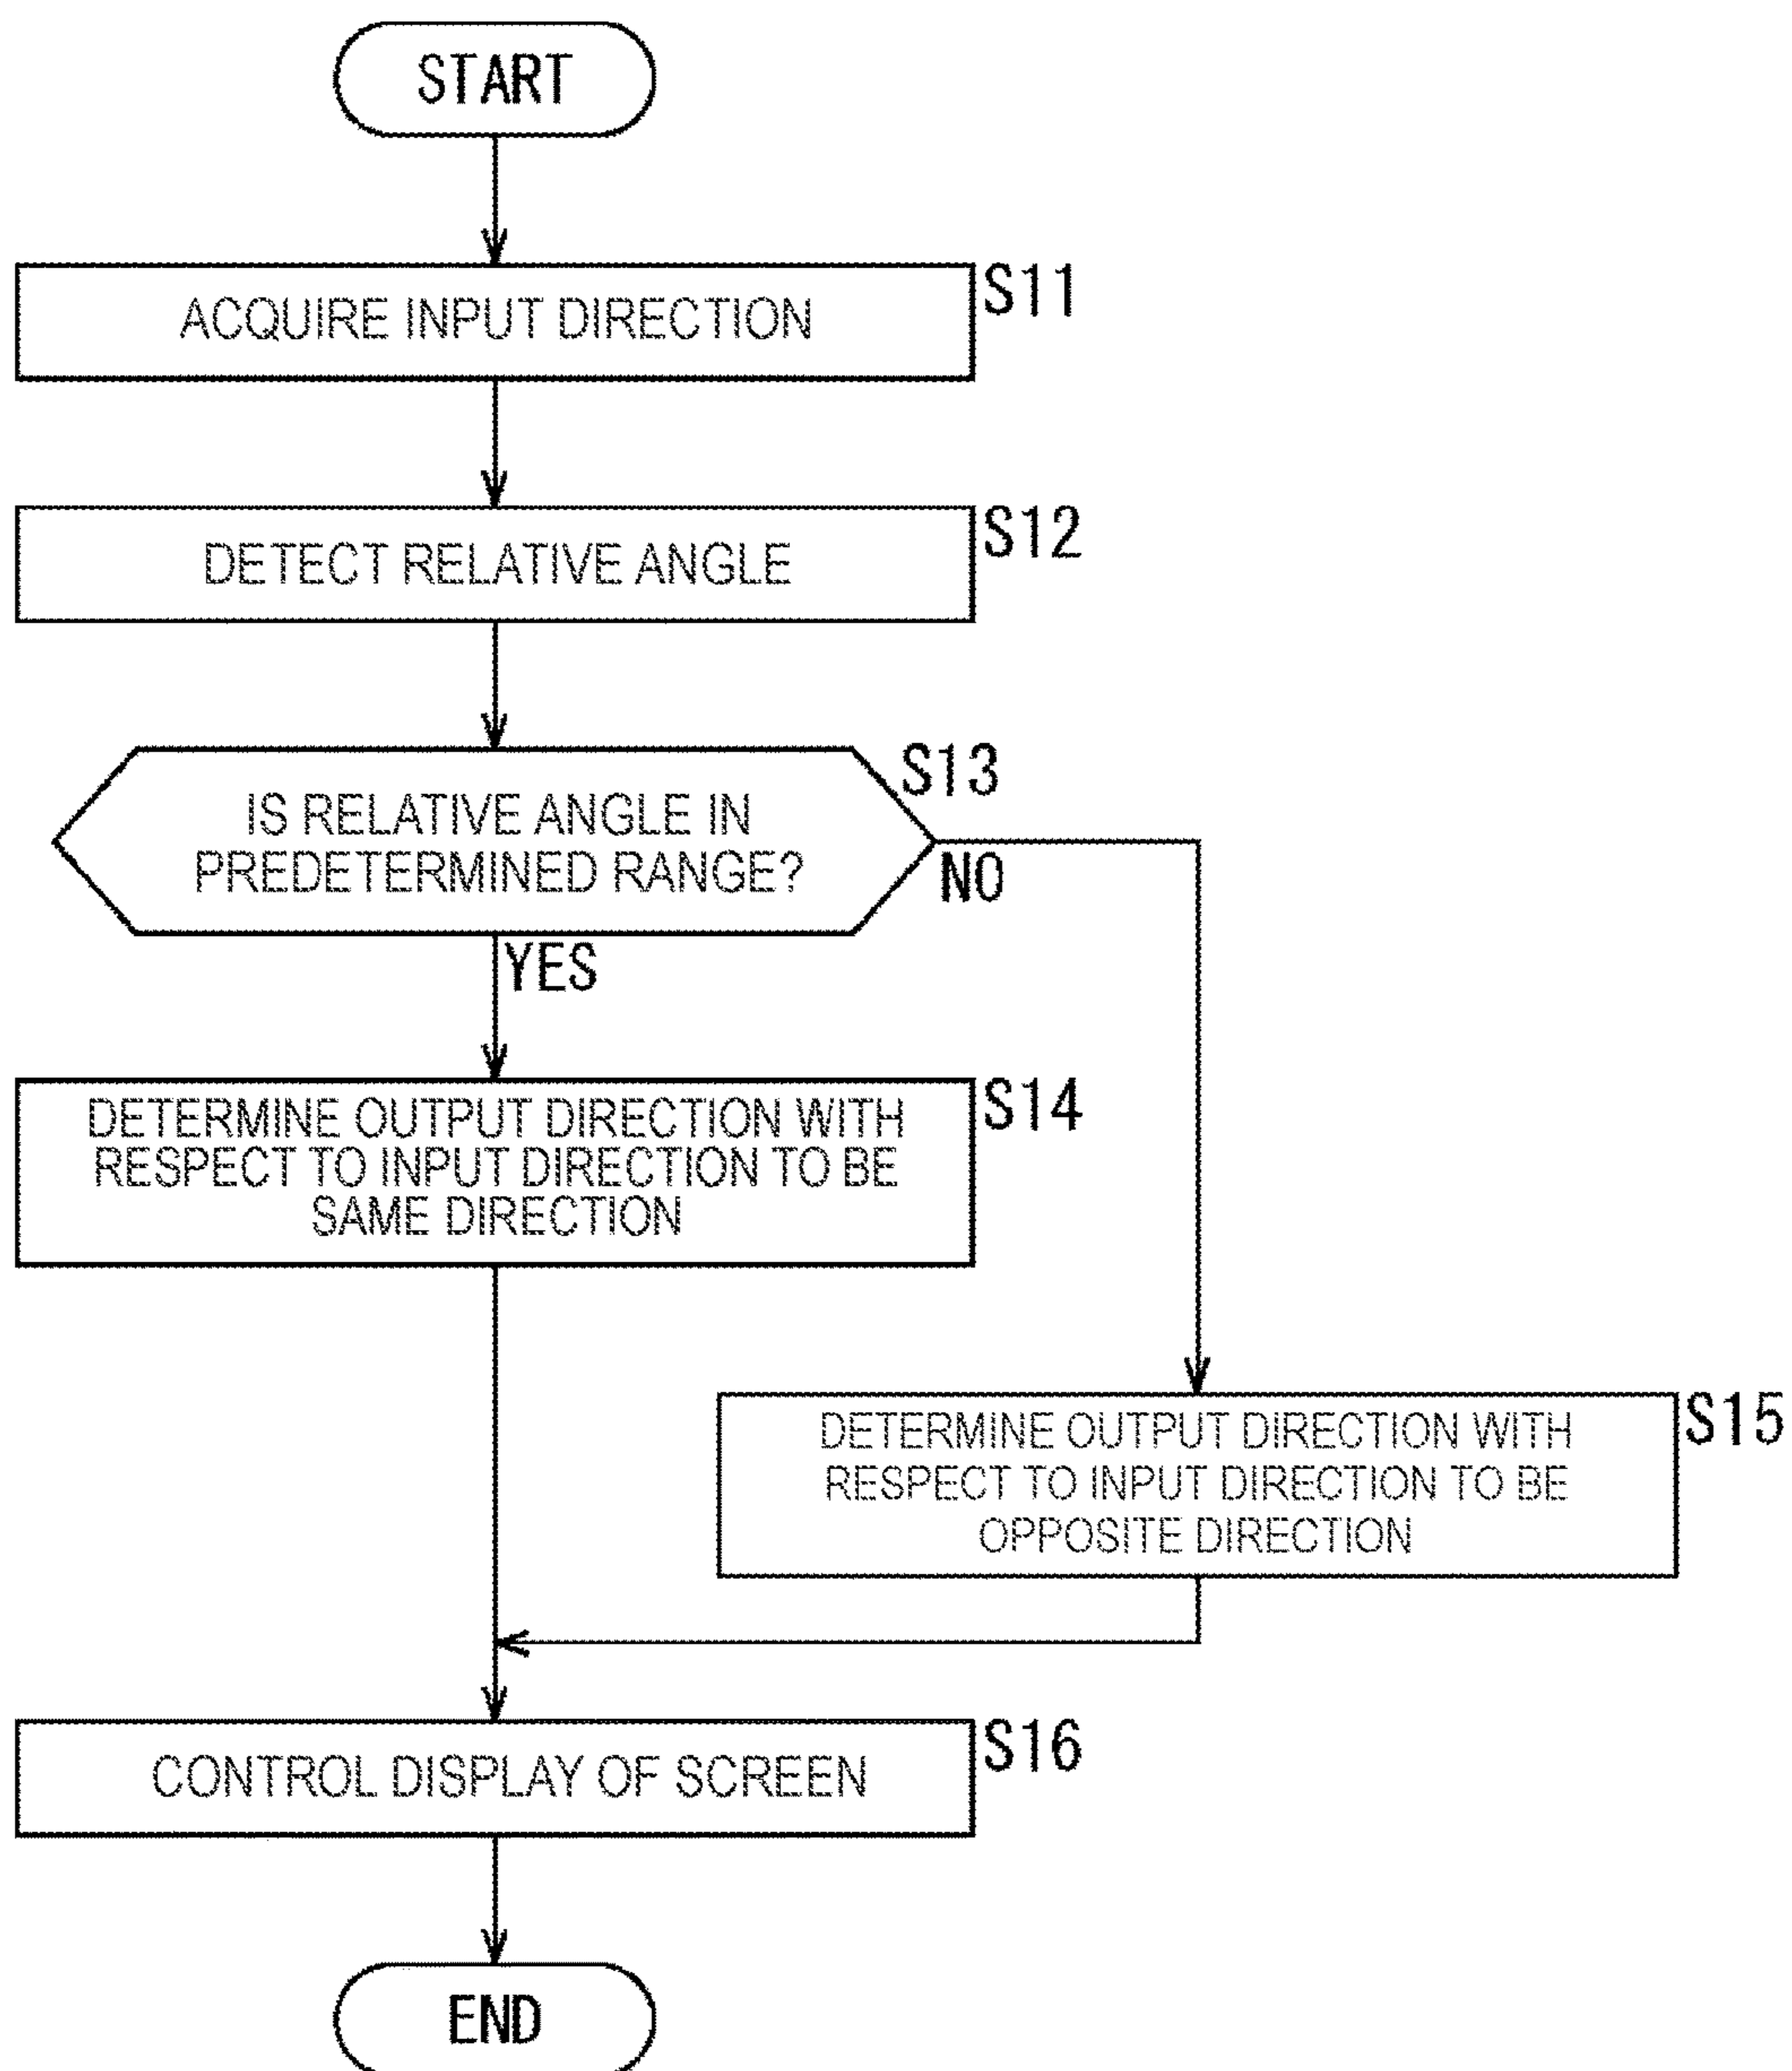 START
ACQUIRE INPUT DIRECTION
S11
DETECT RELATIVE ANGLE
S12
IS RELATIVE ANGLE IN
PREDETERMINED RANGE?
S13
NO
YES
DETERMINE OUTPUT DIRECTION WITH
RESPECT TO INPUT DIRECTION TO BE
SAME DIRECTION
S14
DETERMINE OUTPUT DIRECTION WITH
RESPECT TO INPUT DIRECTION TO BE
OPPOSITE DIRECTION
S15
CONTROL DISPLAY OF SCREEN
S16
END